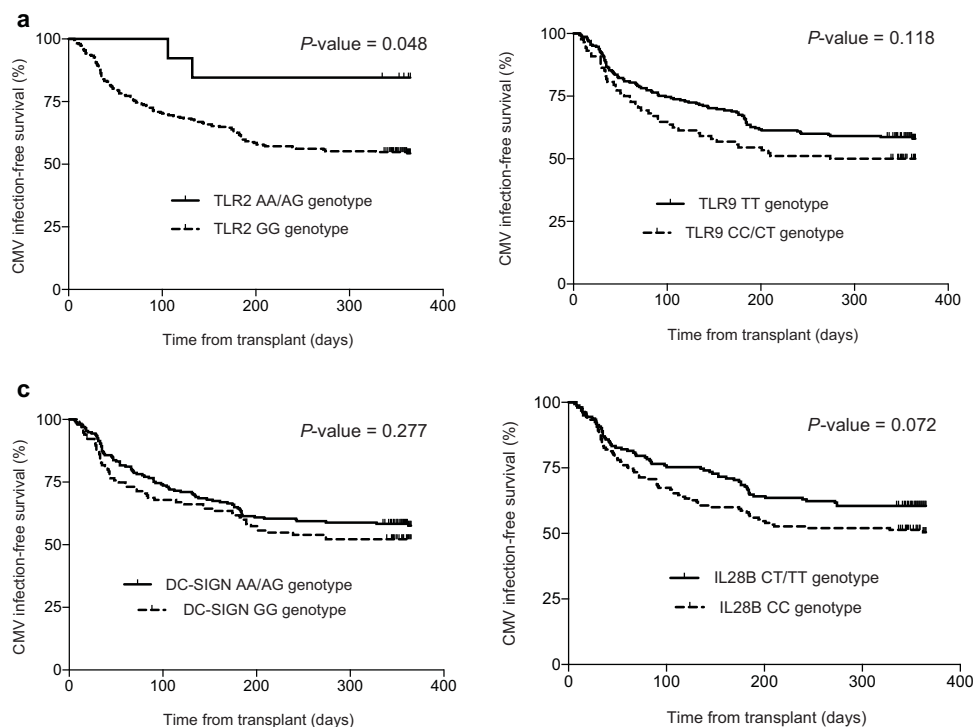 a
P-value = 0.048
CMV infection-free survival (%)
100
75
50
25
0
TLR2 AA/AG genotype
TLR2 GG genotype
0 100 200 300 400
Time from transplant (days)
P-value = 0.118
CMV infection-free survival (%)
100
75
50
25
0
TLR9 TT genotype
TLR9 CC/CT genotype
0 100 200 300 400
Time from transplant (days)
c
P-value = 0.277
CMV infection-free survival (%)
100
75
50
25
0
DC-SIGN AA/AG genotype
DC-SIGN GG genotype
0 100 200 300 400
Time from transplant (days)
P-value = 0.072
CMV infection-free survival (%)
100
75
50
25
0
IL28B CT/TT genotype
IL28B CC genotype
0 100 200 300 400
Time from transplant (days)